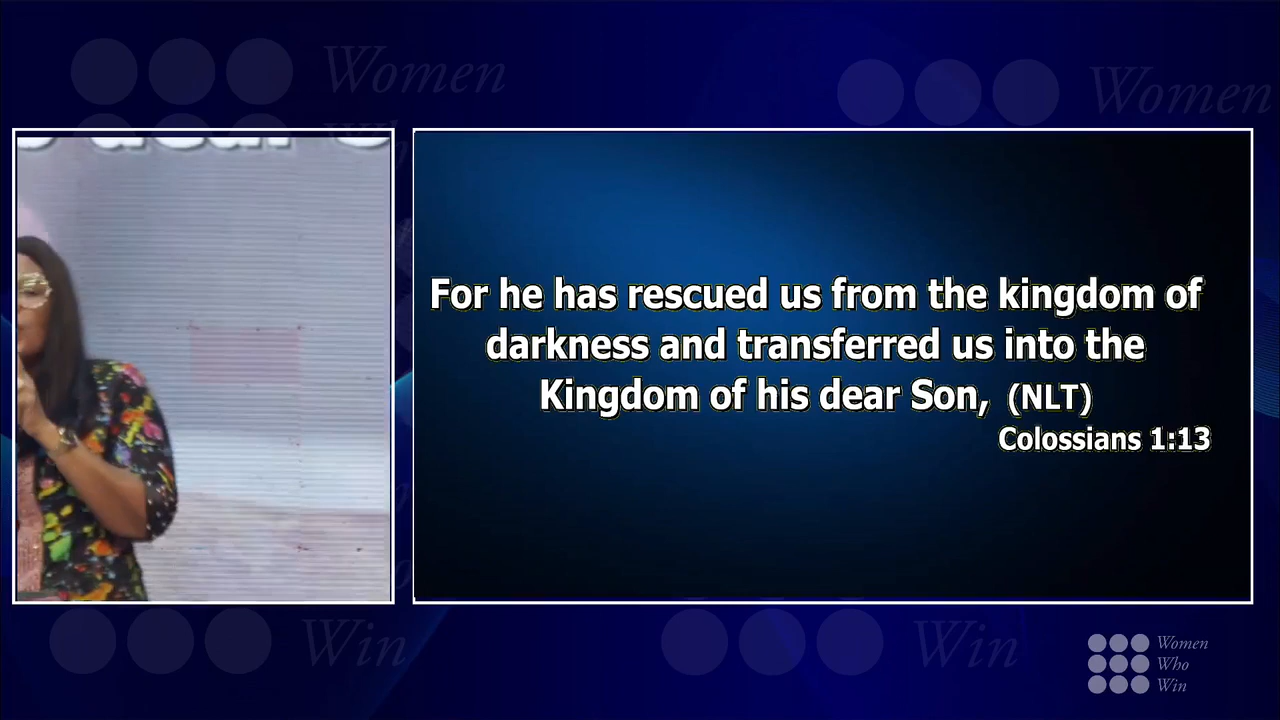 Women
Women
For he has rescued us from the kingdom of
darkness and transferred us into the
Kingdom of his dear Son, (NLT)
Colossians 1:13
Win
Win
Women
Who
Win